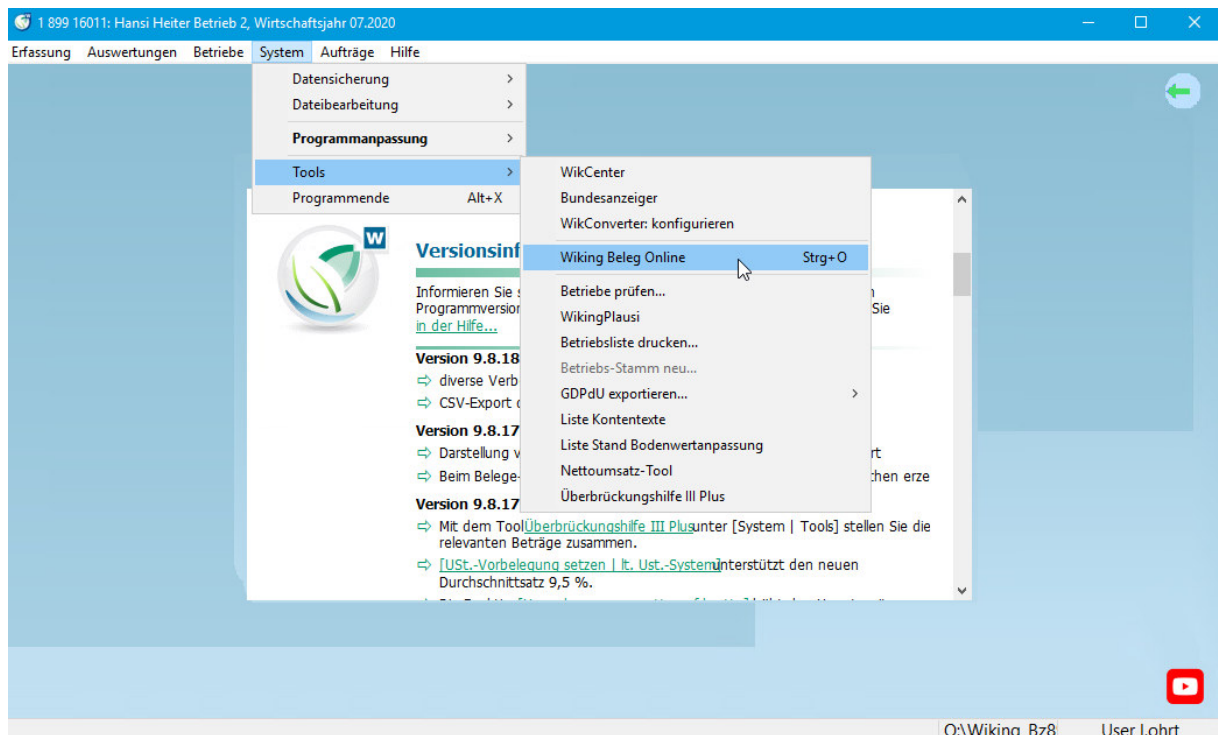 1 899 16011: Hansi Heiter Betrieb 2, Wirtschaftsjahr 07.2020
Erfassung Auswertungen Betriebe System Aufträge Hilfe
Datensicherung
Dateibearbeitung
Programmanpassung
Tools
Programmende Alt+X
WikCenter
Bundesanzeiger
WikConverter: konfigurieren
Wiking Beleg Online Strg+O
Betriebe prüfen...
WikingPlausi
Betriebsliste drucken...
Betriebs-Stamm neu...
GDPdU exportieren...
Liste Kontentexte
Liste Stand Bodenwertanpassung
Nettoumsatz-Tool
Überbrückungshilfe III Plus
W
Versionsinf
Informieren Sie s
Programmversion Sie
in der Hilfe...
Version 9.8.18
diverse Verb
CSV-Export
Version 9.8.17
Darstellung v rt
Beim Belege- chen erze
Version 9.8.17
Mit dem Tool Überbrückungshilfe III Plus unter [System | Tools] stellen Sie die
relevanten Beträge zusammen.
[USt.-Vorbelegung setzen | lt. Ust.-System] unterstützt den neuen
Durchschnittsatz 9,5 %.
O:\Wiking_Bz8 User Lohrt